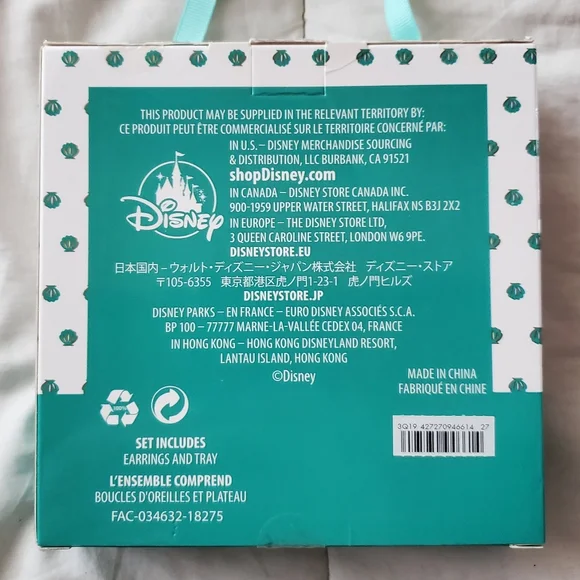 THIS PRODUCT MAY BE SUPPLIED IN THE RELEVANT TERRITORY BY:
CE PRODUIT PEUT ÊTRE COMMERCIALISÉ SUR LE TERRITOIRE CONCERNÉ PAR:
IN U.S. – DISNEY MERCHANDISE SOURCING
& DISTRIBUTION, LLC BURBANK, CA 91521
shopDisney.com
IN CANADA – DISNEY STORE CANADA INC.
900-1959 UPPER WATER STREET, HALIFAX NS B3J 2X2
IN EUROPE – THE DISNEY STORE LTD,
3 QUEEN CAROLINE STREET, LONDON W6 9PE.
DISNEYSTORE.EU
Disney
日本国内 – ウォルト・ディズニー・ジャパン株式会社 ディズニー・ストア
〒105-6355 東京都港区虎ノ門1-23-1 虎ノ門ヒルズ
DISNEYSTORE.JP
DISNEY PARKS – EN FRANCE – EURO DISNEY ASSOCIÉS S.C.A.
BP 100 – 77777 MARNE-LA-VALLÉE CEDEX 04, FRANCE
IN HONG KONG – HONG KONG DISNEYLAND RESORT,
LANTAU ISLAND, HONG KONG
©Disney
MADE IN CHINA
FABRIQUÉ EN CHINE
3Q19 427270946614 27
100%
SET INCLUDES
EARRINGS AND TRAY
L'ENSEMBLE COMPREND
BOUCLES D'OREILLES ET PLATEAU
FAC-034632-18275